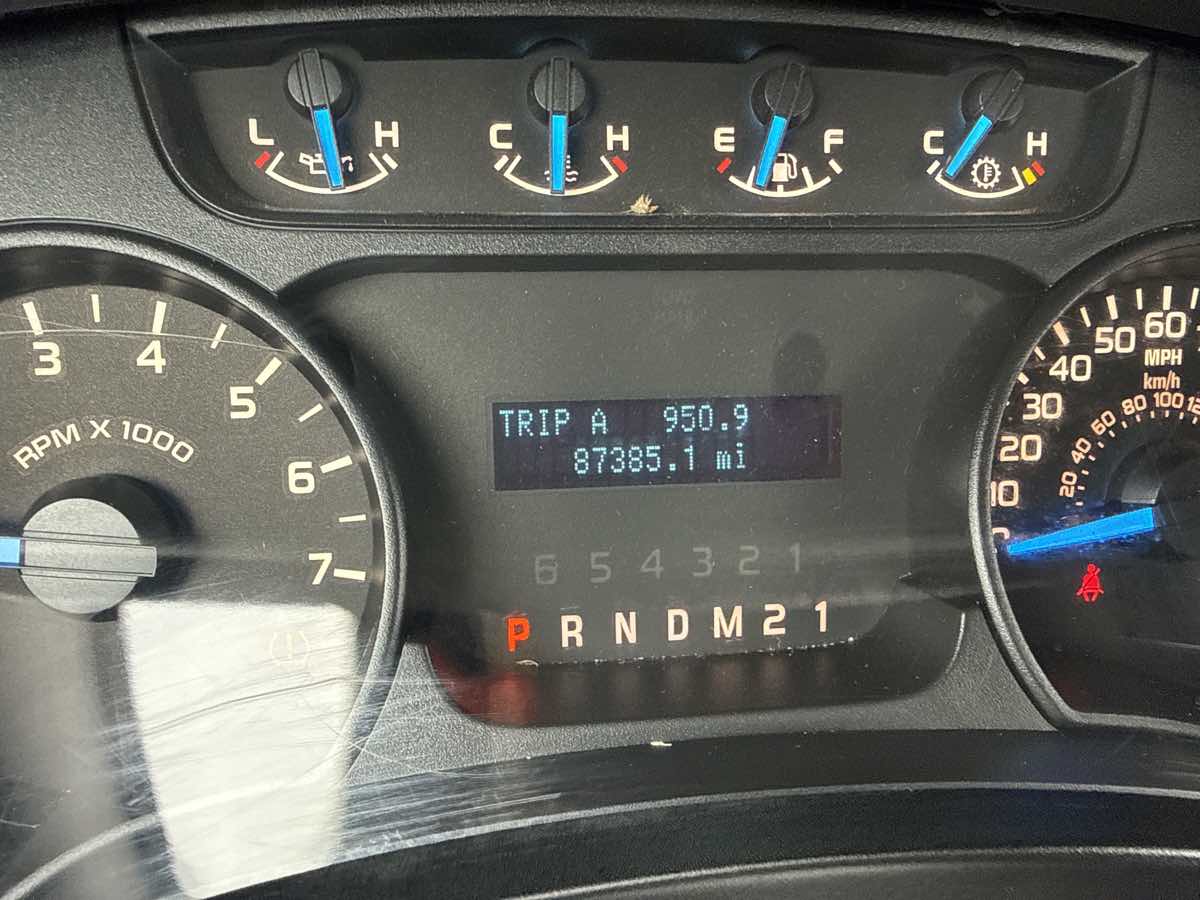 L H C H E F C H
3 4 5 6 7
RPM X 1000
TRIP A 950.9
87385.1 mi
6 5 4 3 2 1
P R N D M 2 1
10 20 30 40 50 60
MPH
km/h
20 40 60 80 100